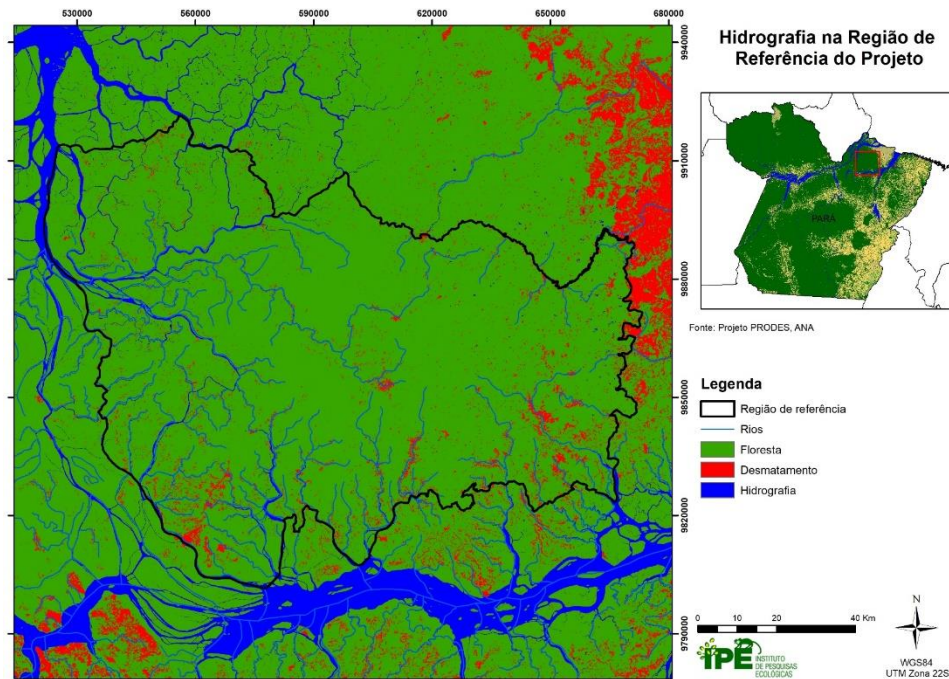 530000 560000 590000 620000 650000 680000
9940000
9910000
9880000
9850000
9820000
9790000
Hidrografia na Região de
Referência do Projeto
PARÁ
Fonte: Projeto PRODES, ANA
Legenda
Região de referência
Rios
Floresta
Desmatamento
Hidrografia
0 5 10 20 30 40 Km
N
IPÊ INSTITUTO
DE PESQUISAS
ECOLÓGICAS
WGS84
UTM Zona 22S